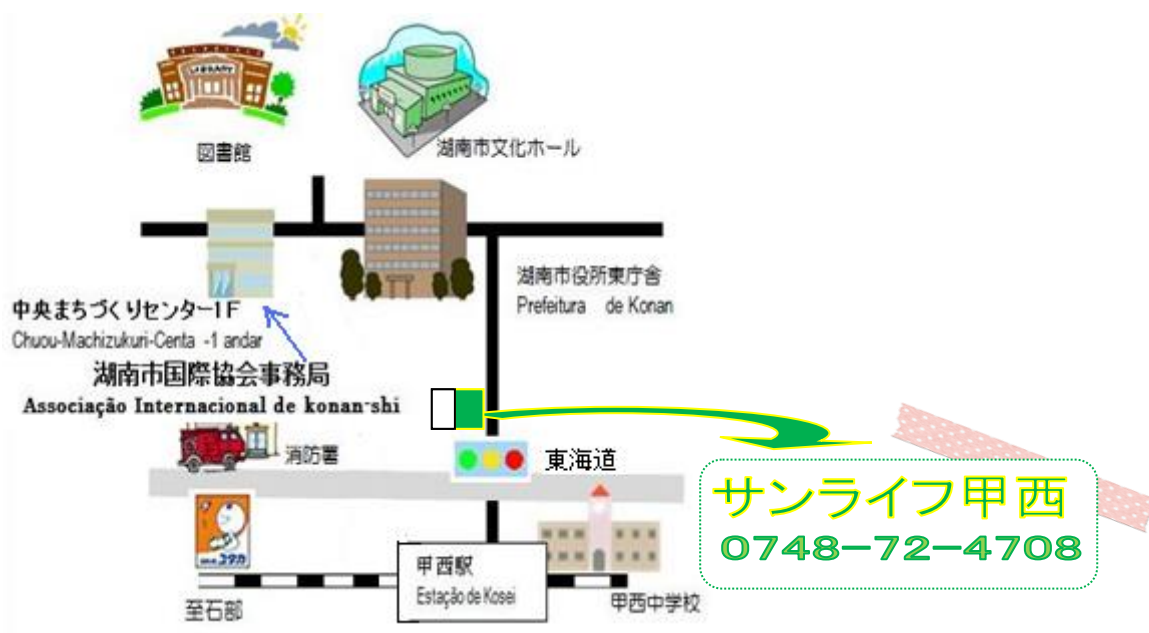 LIBRARY
図書館
湖南市文化ホール
湖南市役所東庁舎
Prefeitura de Konan
中央まちづくりセンター1F
Chuou-Machizukuri-Centa -1 andar
湖南市国際協会事務局
Associação Internacional de konan-shi
消防署
東海道
サンライフ甲西
0748-72-4708
ユタカ
甲西駅
Estação de Kosei
至石部
甲西中学校